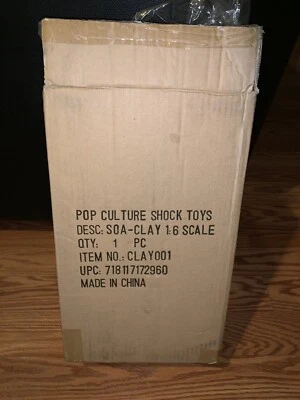 POP CULTURE SHOCK TOYS
DESC: SOA-CLAY 1:6 SCALE
QTY: 1 PC
ITEM NO.: CLAY001
UPC: 718117172960
MADE IN CHINA